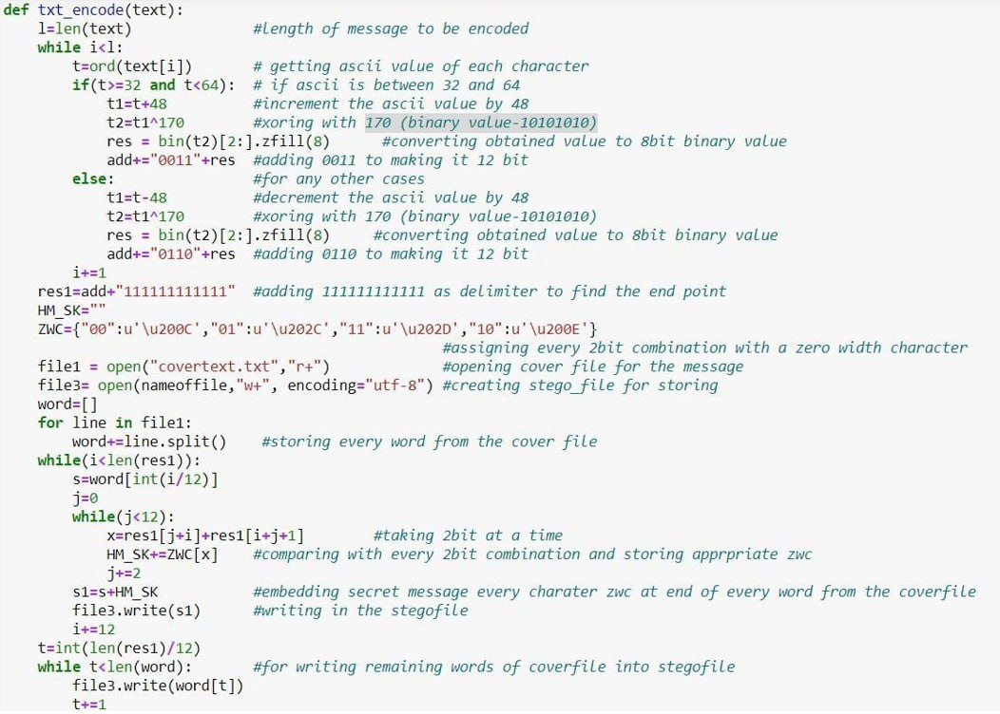 def txt_encode(text):
    l=len(text)              #length of message to be encoded
    while i<l:
        t=ord(text[i])       # getting ascii value of each character
        if(t>=32 and t<64):  # if ascii is between 32 and 64
            t1=t+48          #increment the ascii value by 48
            t2=t1^170        #xoring with 170 (binary value-10101010)
            res = bin(t2)[2:].zfill(8)      #converting obtained value to 8bit binary value
            add+="0011"+res  #adding 0011 to making it 12 bit
        else:                #for any other cases
            t1=t-48          #decrement the ascii value by 48
            t2=t1^170        #xoring with 170 (binary value-10101010)
            res = bin(t2)[2:].zfill(8)     #converting obtained value to 8bit binary value
            add+="0110"+res  #adding 0110 to making it 12 bit
        i+=1
    res1=add+"111111111111"  #adding 111111111111 as delimiter to find the end point
    HM_SK=""
    ZWC={"00":u'\u200C',"01":u'\u202C',"11":u'\u202D',"10":u'\u200E'}
                                                   #assigning every 2bit combination with a zero width character
    file1 = open("covertext.txt","r+")             #opening cover file for the message
    file3= open(nameoffile,"w+", encoding="utf-8") #creating stego_file for storing
    word=[]
    for line in file1:
        word+=line.split()    #storing every word from the cover file
    while(i<len(res1)):
        s=word[int(i/12)]
        j=0
        while(j<12):
            x=res1[j+i]+res1[i+j+1]        #taking 2bit at a time
            HM_SK+=ZWC[x]    #comparing with every 2bit combination and storing apprpriate zwc
            j+=2
        s1=s+HM_SK           #embedding secret message every charater zwc at end of every word from the coverfile
        file3.write(s1)      #writing in the stegofile
        i+=12
    t=int(len(res1)/12)
    while t<len(word):       #for writing remaining words of coverfile into stegofile
        file3.write(word[t])
        t+=1